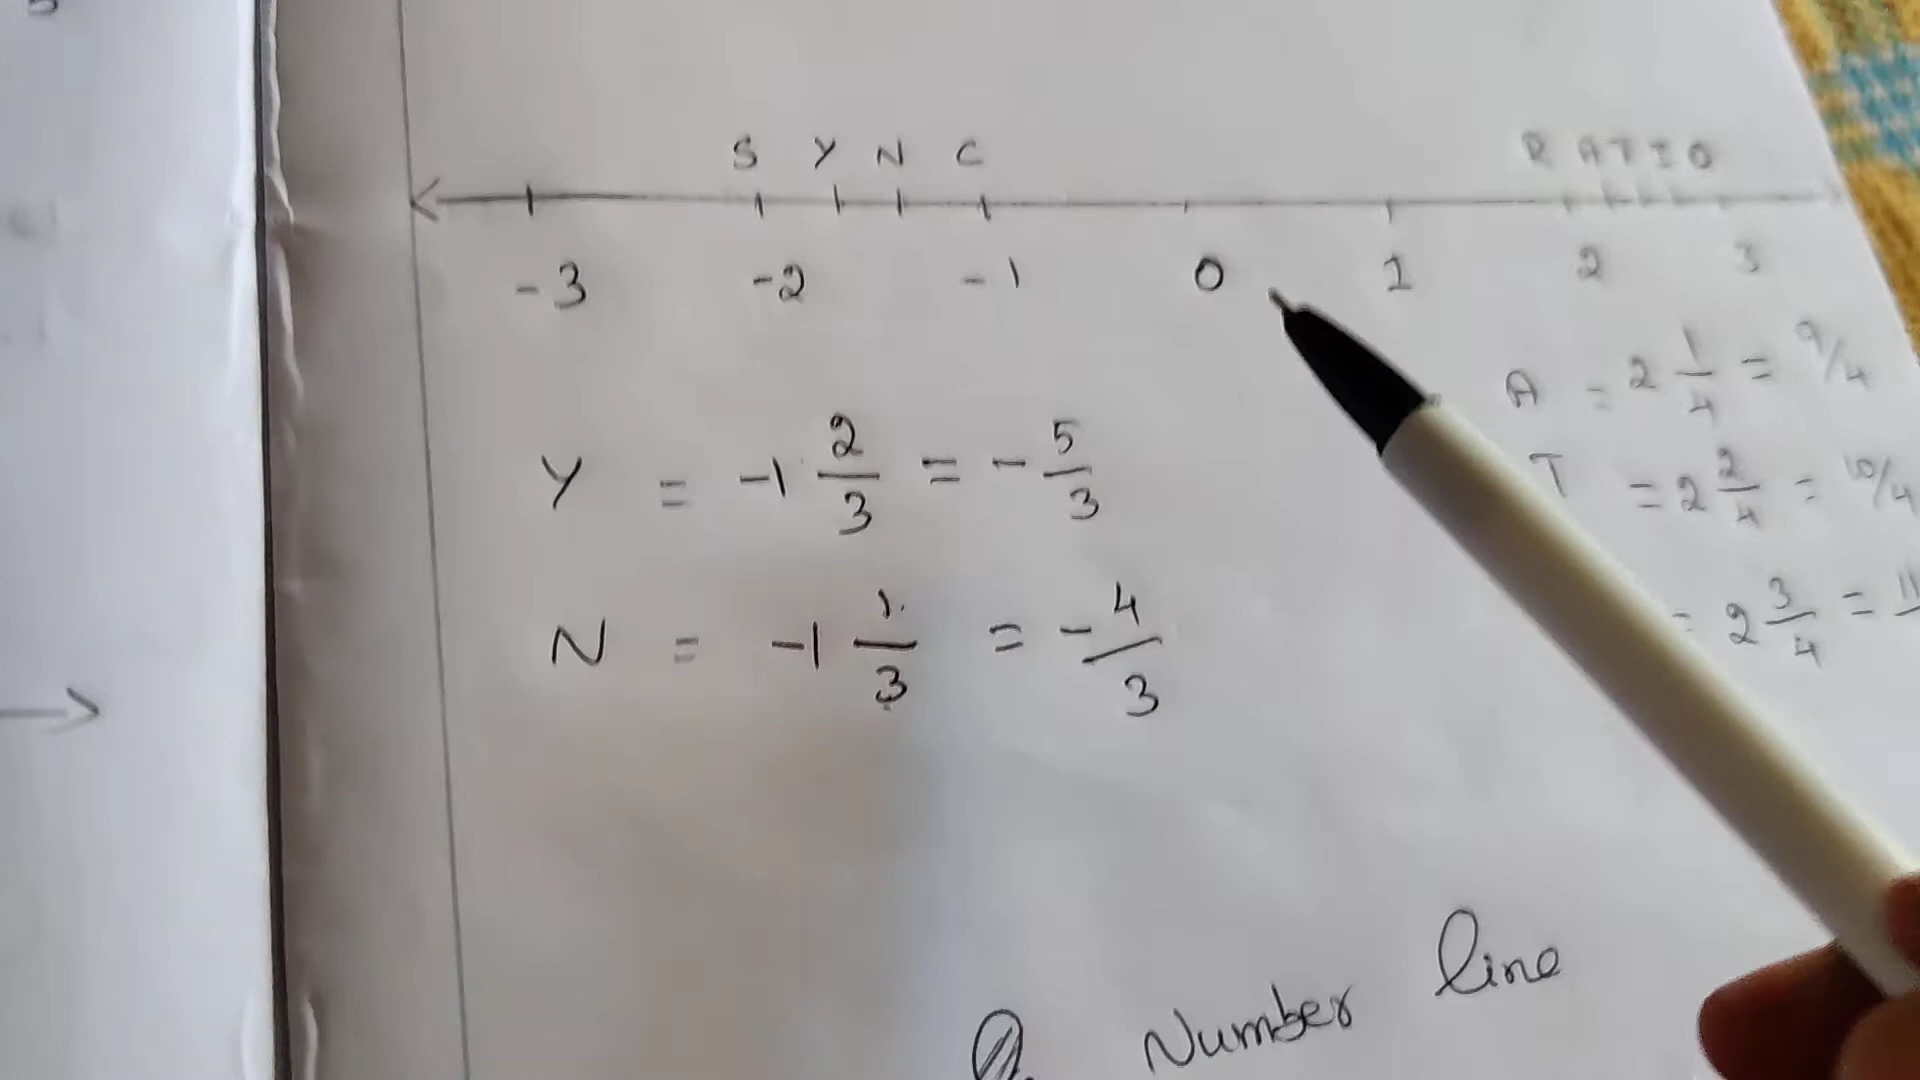 S Y N C R A T I O
-3 -2 -1 0 1 2 3
Y = -1 2/3 = -5/3
N = -1 1/3 = -4/3
A = 2 1/4 = 9/4
T = 2 2/4 = 10/4
= 2 3/4 = 11
Number line